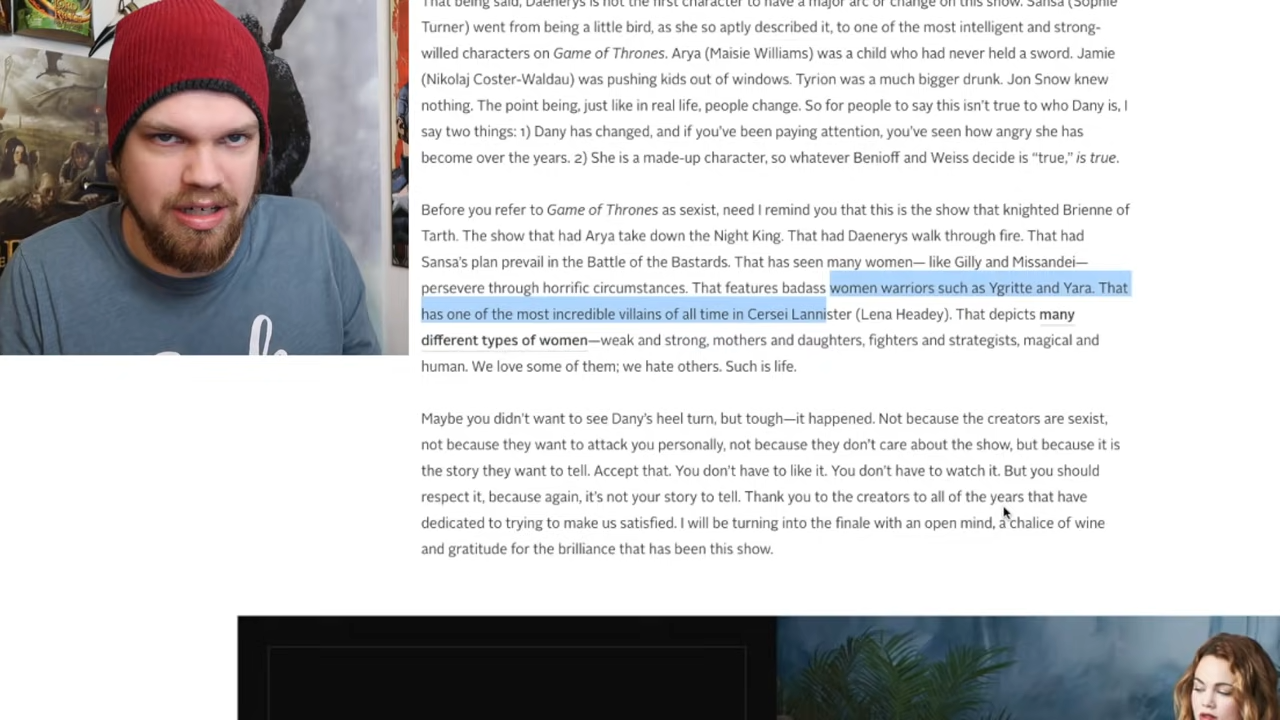 That being said, Daenerys is not the first character to have a major arc or change on this show. Sansa (Sophie
Turner) went from being a little bird, as she so aptly described it, to one of the most intelligent and strong-
willed characters on Game of Thrones. Arya (Maisie Williams) was a child who had never held a sword. Jamie
(Nikolaj Coster-Waldau) was pushing kids out of windows. Tyrion was a much bigger drunk. Jon Snow knew
nothing. The point being, just like in real life, people change. So for people to say this isn’t true to who Dany is, I
say two things: 1) Dany has changed, and if you’ve been paying attention, you’ve seen how angry she has
become over the years. 2) She is a made-up character, so whatever Benioff and Weiss decide is “true,” is true.
Before you refer to Game of Thrones as sexist, need I remind you that this is the show that knighted Brienne of
Tarth. The show that had Arya take down the Night King. That had Daenerys walk through fire. That had
Sansa’s plan prevail in the Battle of the Bastards. That has seen many women— like Gilly and Missandei—
persevere through horrific circumstances. That features badass women warriors such as Ygritte and Yara. That
has one of the most incredible villains of all time in Cersei Lannister (Lena Headey). That depicts many
different types of women—weak and strong, mothers and daughters, fighters and strategists, magical and
human. We love some of them; we hate others. Such is life.
Maybe you didn’t want to see Dany’s heel turn, but tough—it happened. Not because the creators are sexist,
not because they want to attack you personally, not because they don’t care about the show, but because it is
the story they want to tell. Accept that. You don’t have to like it. You don’t have to watch it. But you should
respect it, because again, it’s not your story to tell. Thank you to the creators to all of the years that have
dedicated to trying to make us satisfied. I will be turning into the finale with an open mind, a chalice of wine
and gratitude for the brilliance that has been this show.